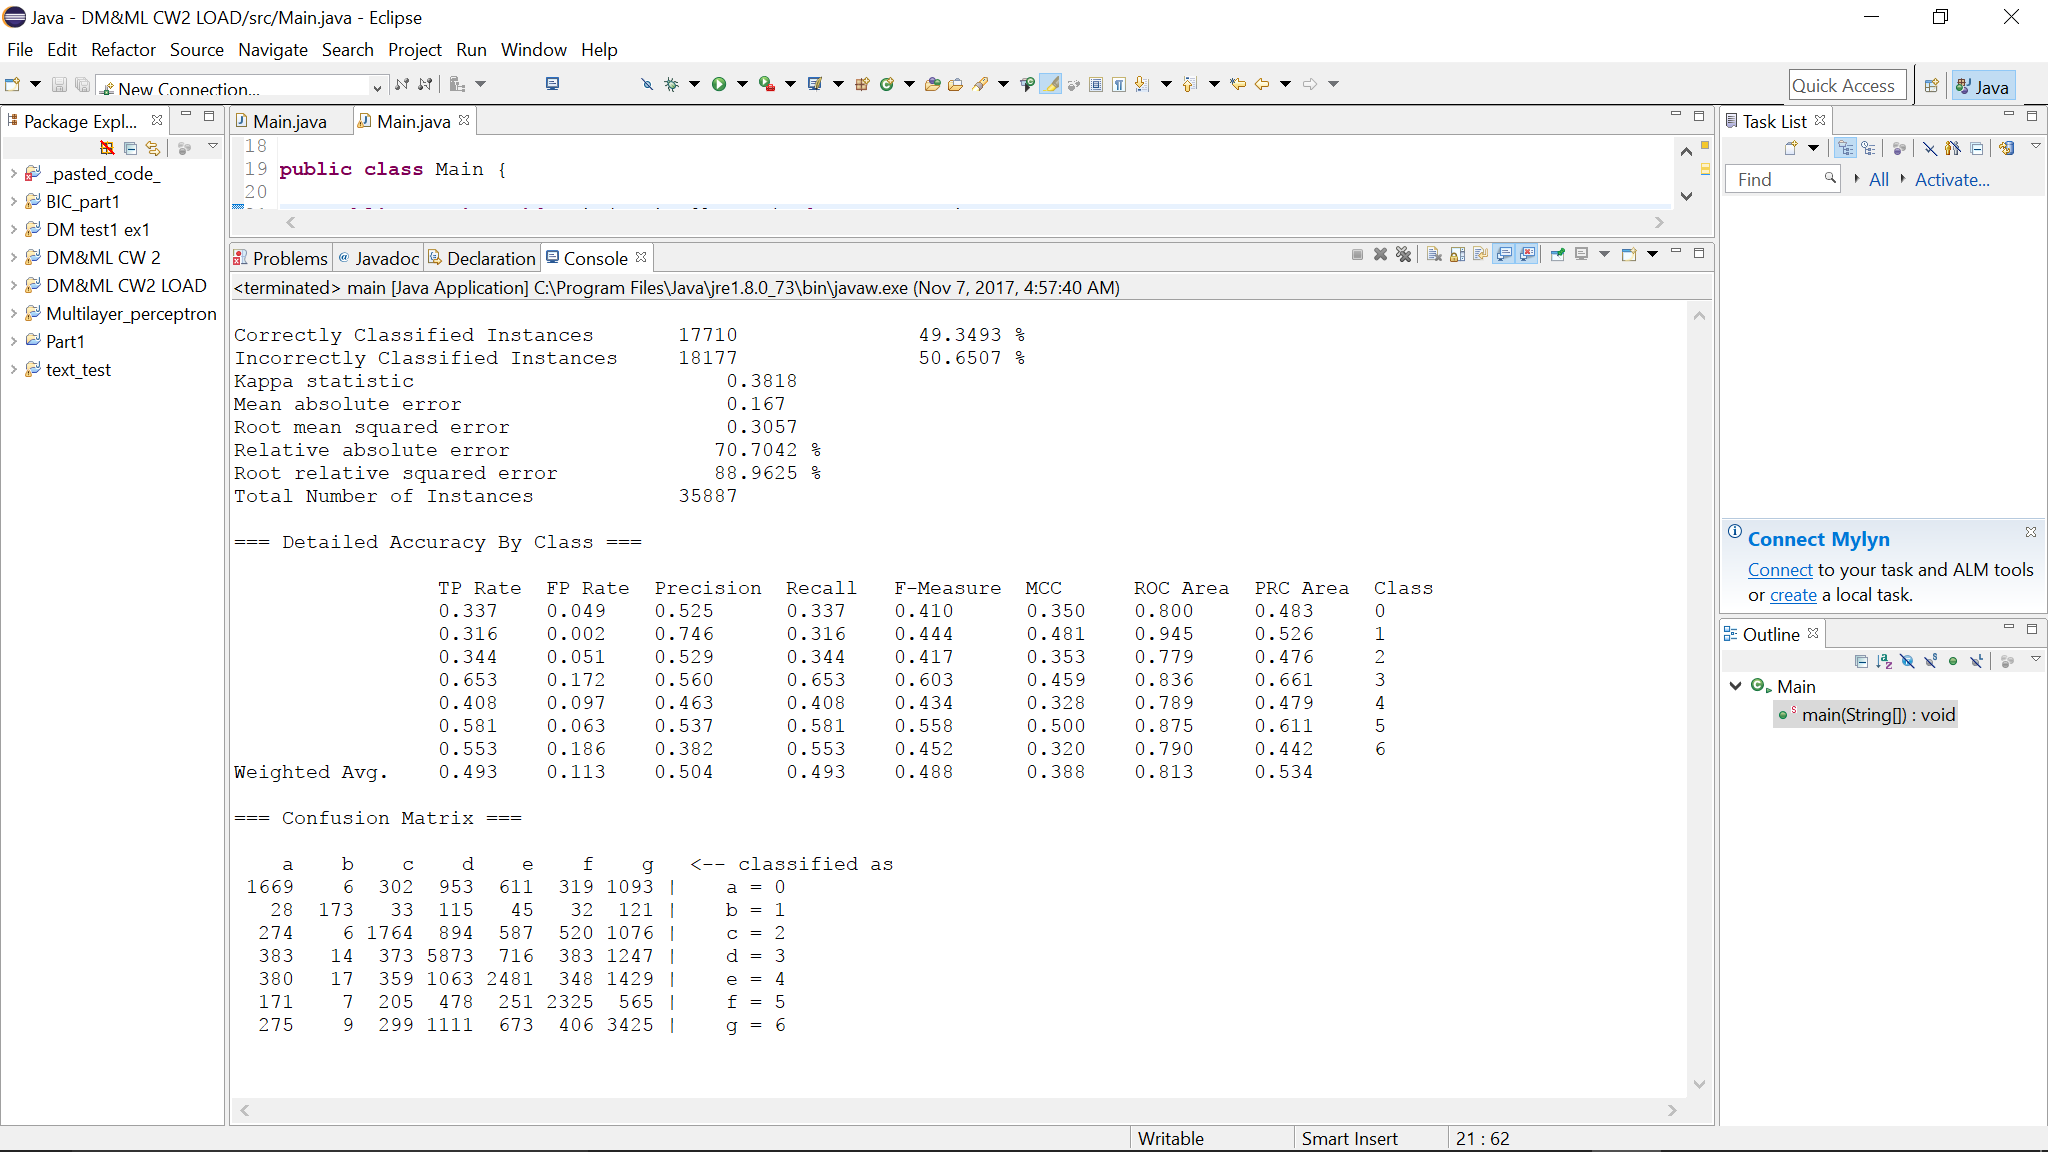 Java - DM&ML CW2 LOAD/src/Main.java - Eclipse
File Edit Refactor Source Navigate Search Project Run Window Help
New Connection...
Quick Access
Java
Package Expl...
_pasted_code_
BIC_part1
DM test1 ex1
DM&ML CW 2
DM&ML CW2 LOAD
Multilayer_perceptron
Part1
text_test
Main.java
Main.java
18
19 public class Main {
20
Problems Javadoc Declaration Console
<terminated> main [Java Application] C:\Program Files\Java\jre1.8.0_73\bin\javaw.exe (Nov 7, 2017, 4:57:40 AM)
Correctly Classified Instances 17710 49.3493 %
Incorrectly Classified Instances 18177 50.6507 %
Kappa statistic 0.3818
Mean absolute error 0.167
Root mean squared error 0.3057
Relative absolute error 70.7042 %
Root relative squared error 88.9625 %
Total Number of Instances 35887
=== Detailed Accuracy By Class ===
TP Rate FP Rate Precision Recall F-Measure MCC ROC Area PRC Area Class
0.337 0.049 0.525 0.337 0.410 0.350 0.800 0.483 0
0.316 0.002 0.746 0.316 0.444 0.481 0.945 0.526 1
0.344 0.051 0.529 0.344 0.417 0.353 0.779 0.476 2
0.653 0.172 0.560 0.653 0.603 0.459 0.836 0.661 3
0.408 0.097 0.463 0.408 0.434 0.328 0.789 0.479 4
0.581 0.063 0.537 0.581 0.558 0.500 0.875 0.611 5
0.553 0.186 0.382 0.553 0.452 0.320 0.790 0.442 6
Weighted Avg. 0.493 0.113 0.504 0.493 0.488 0.388 0.813 0.534
=== Confusion Matrix ===
a b c d e f g <-- classified as
1669 6 302 953 611 319 1093 | a = 0
28 173 33 115 45 32 121 | b = 1
274 6 1764 894 587 520 1076 | c = 2
383 14 373 5873 716 383 1247 | d = 3
380 17 359 1063 2481 348 1429 | e = 4
171 7 205 478 251 2325 565 | f = 5
275 9 299 1111 673 406 3425 | g = 6
Task List
Find All Activate...
Connect Mylyn
Connect to your task and ALM tools
or create a local task.
Outline
Main
main(String[]) : void
Writable Smart Insert 21 : 62